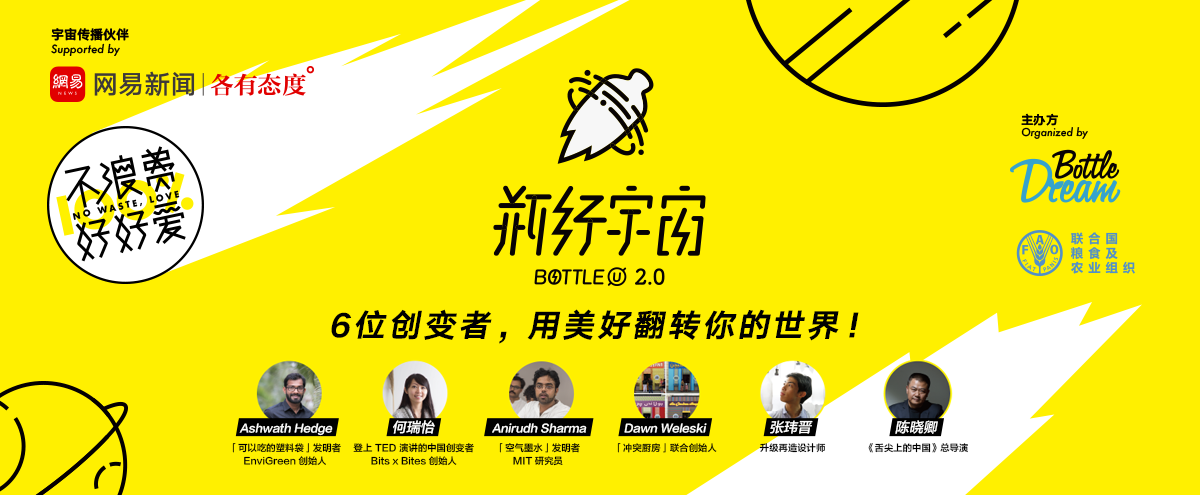 宇宙传播伙伴
Supported by
網易
NEWS
网易新闻 | 各有态度°
不浪费
100%
NO WASTE, LOVE
好好爱
瓶行宇宙
BOTTLE U 2.0
主办方
Organized by
Bottle
Dream
FAO
FIAT PANIS
联合国
粮食及
农业组织
6位创变者，用美好翻转你的世界！
Ashwath Hedge
「可以吃的塑料袋」发明者
EnviGreen 创始人
何瑞怡
登上 TED 演讲的中国创变者
Bits x Bites 创始人
Anirudh Sharma
「空气墨水」发明者
MIT 研究员
Dawn Weleski
「冲突厨房」联合创始人
张玮晋
升级再造设计师
陈晓卿
《舌尖上的中国》总导演